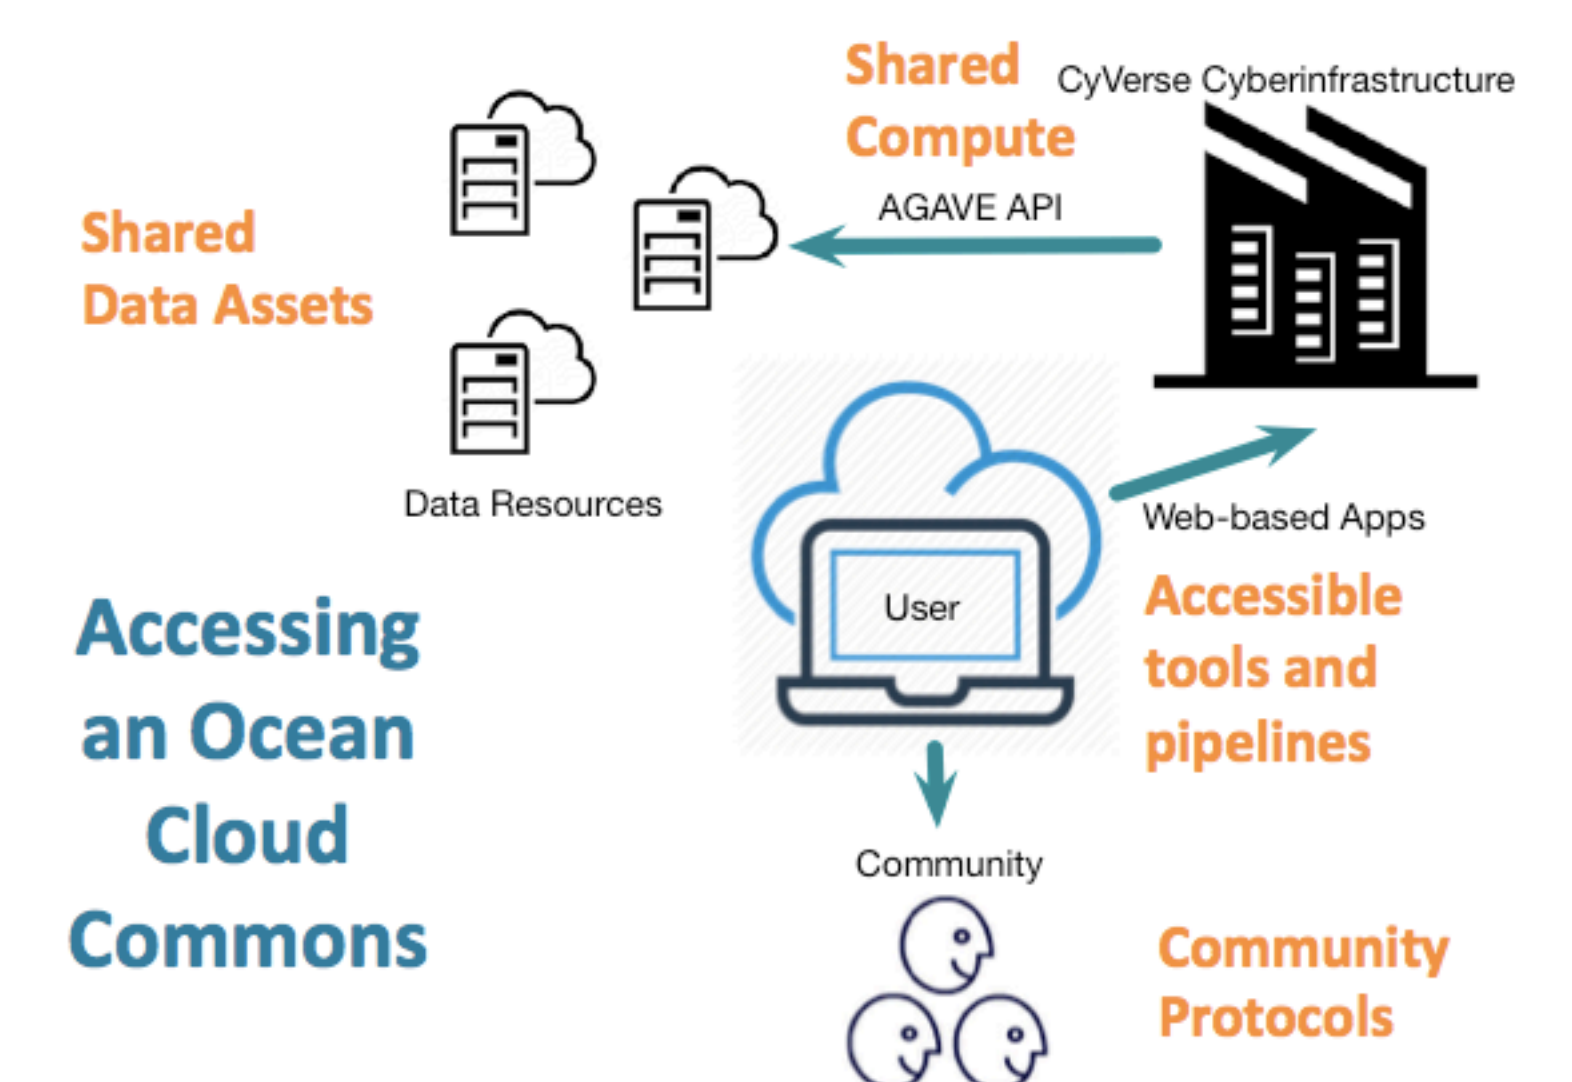 Shared
Compute
CyVerse Cyberinfrastructure
AGAVE API
Shared
Data Assets
Data Resources
User
Web-based Apps
Accessible
tools and
pipelines
Accessing
an Ocean
Cloud
Commons
Community
Community
Protocols